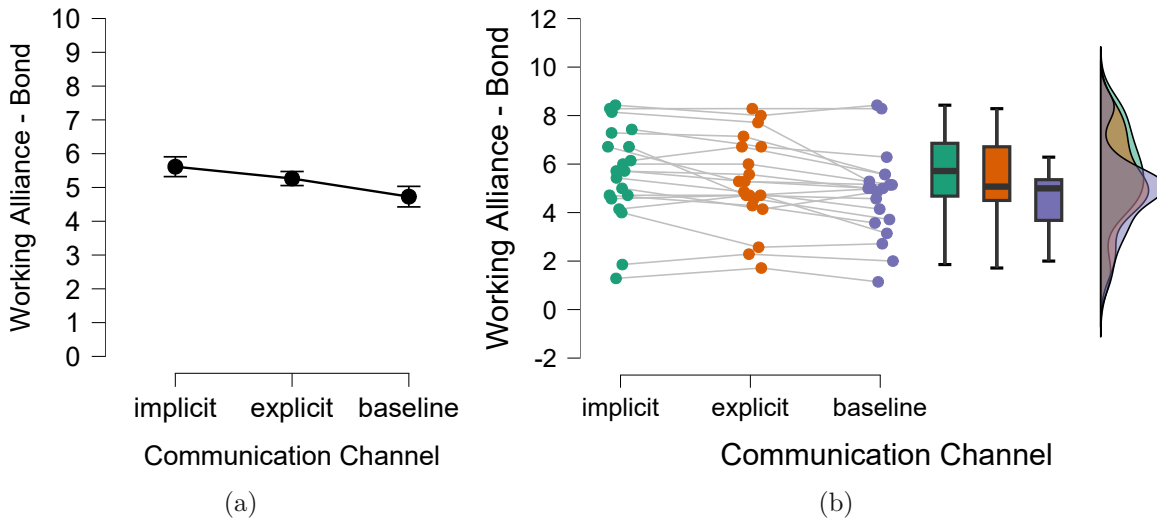 Working Alliance - Bond
10
9
8
7
6
5
4
3
2
1
0
implicit explicit baseline
Communication Channel
(a)
Working Alliance - Bond
12
10
8
6
4
2
0
-2
implicit explicit baseline
Communication Channel
(b)